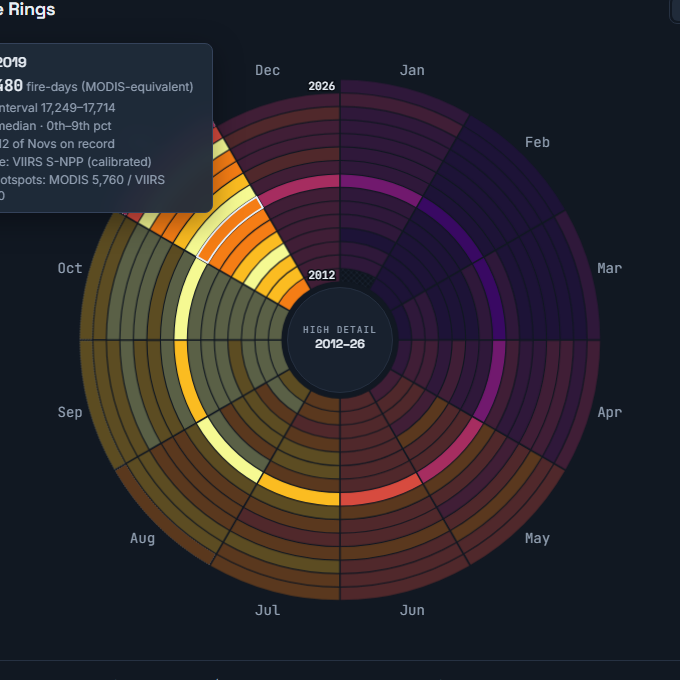 Rings
2019
480 fire-days (MODIS-equivalent)
nterval 17,249–17,714
median · 0th–9th pct
12 of Novs on record
e: VIIRS S-NPP (calibrated)
otspots: MODIS 5,760 / VIIRS
0
Dec
Jan
2026
Feb
Oct
Mar
2012
HIGH DETAIL
2012–26
Sep
Apr
Aug
May
Jul
Jun